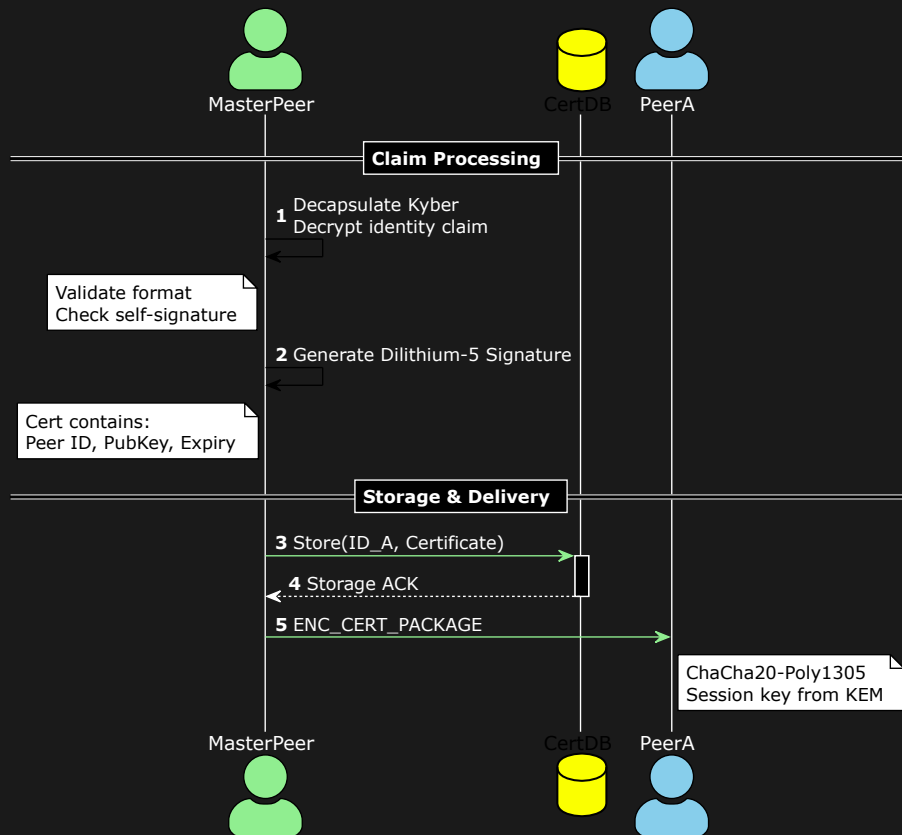 MasterPeer
CertDB
PeerA
Claim Processing
1 Decapsulate Kyber
Decrypt identity claim
Validate format
Check self-signature
2 Generate Dilithium-5 Signature
Cert contains:
Peer ID, PubKey, Expiry
Storage & Delivery
3 Store(ID_A, Certificate)
4 Storage ACK
5 ENC_CERT_PACKAGE
ChaCha20-Poly1305
Session key from KEM
MasterPeer
CertDB
PeerA